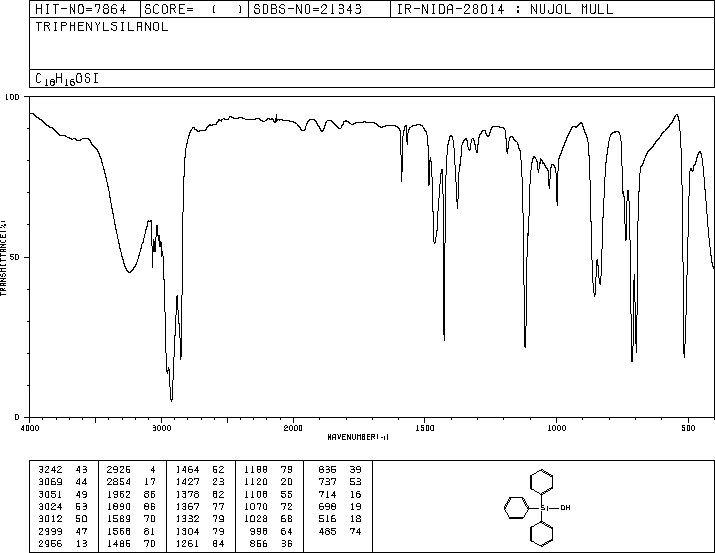 HIT-NO=7864 SCORE= ( ) SDBS-NO=21343 IR-NIDA-28014 : NUJOL MULL
TRIPHENYLSILANOL
C18H16OSI
100
50
0
TRANSMITTANCE(%)
4000 3000 2000 1500 1000 500
WAVENUMBER(-1)
3242 43 2926 4 1464 52 1188 79 836 39
3069 44 2854 17 1427 23 1120 20 737 53
3051 49 1962 86 1378 62 1108 55 714 16
3024 53 1890 86 1367 77 1070 72 698 19
3012 50 1589 70 1332 79 1028 68 516 18
2999 47 1568 81 1304 79 998 64 485 74
2956 13 1486 70 1261 84 856 36
Si OH